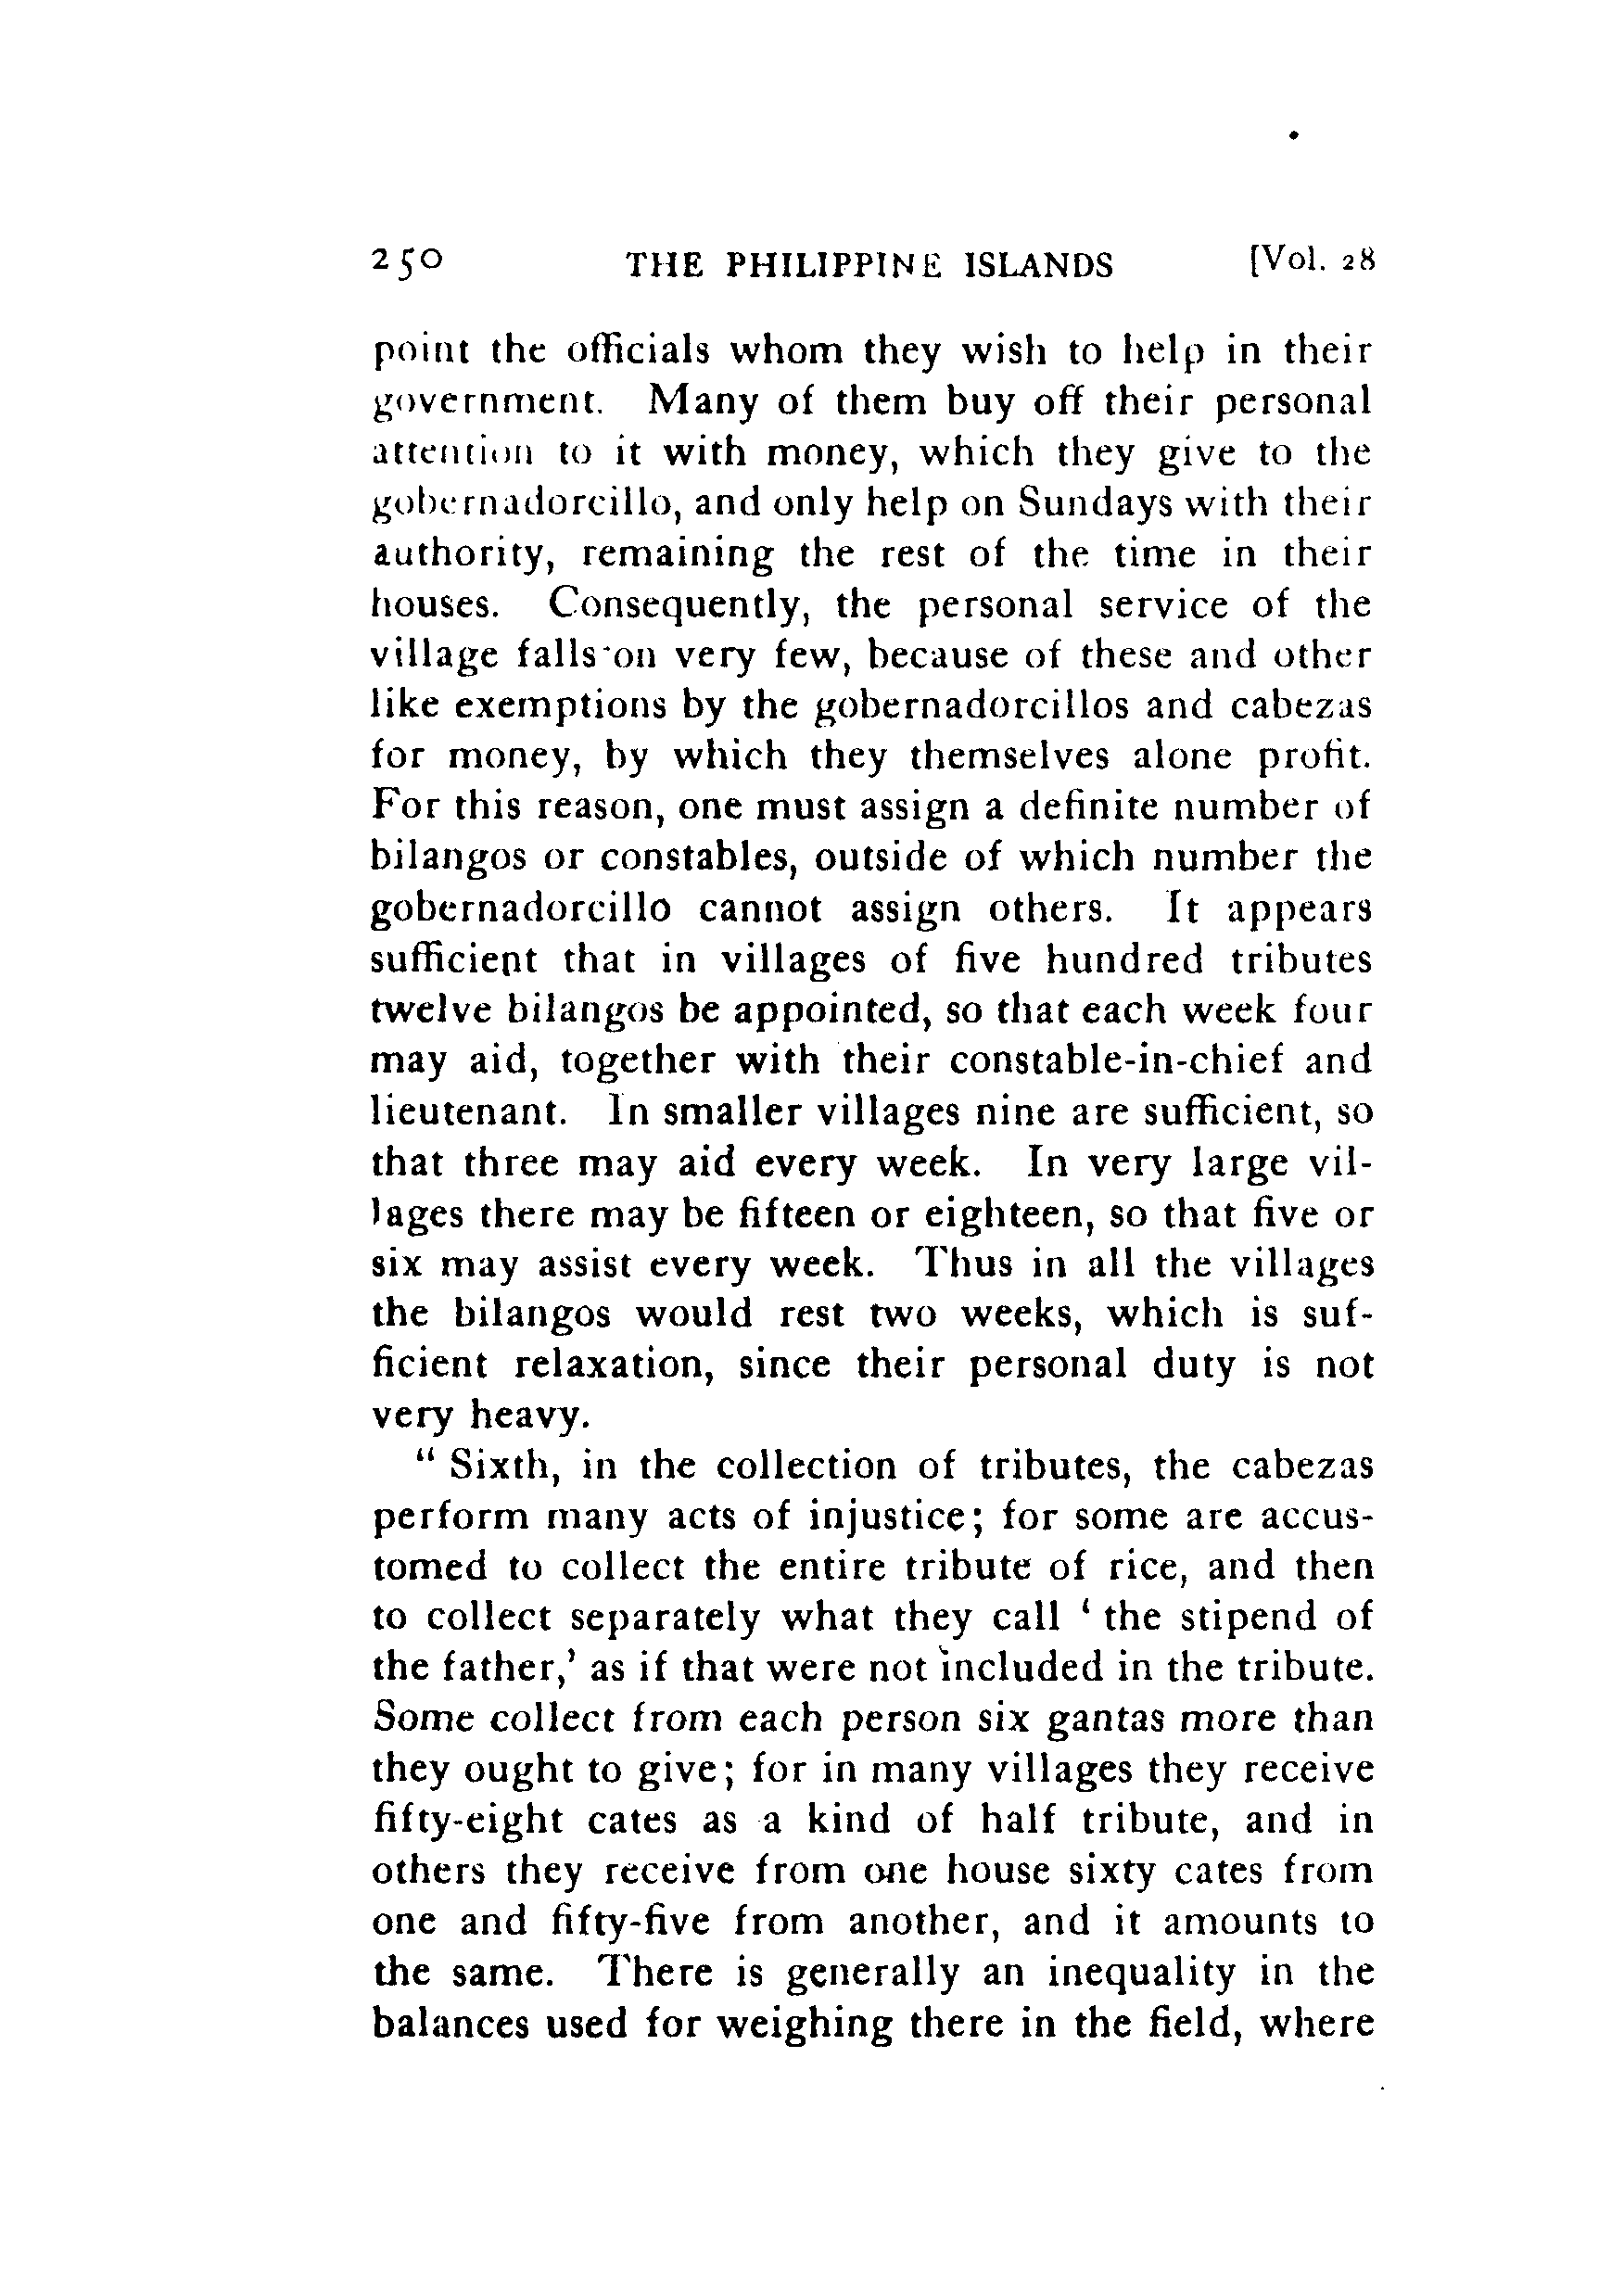 250 THE PHILIPPINE ISLANDS [Vol. 28
point the officials whom they wish to help in their
government. Many of them buy off their personal
attention to it with money, which they give to the
gobernadorcillo, and only help on Sundays with their
authority, remaining the rest of the time in their
houses. Consequently, the personal service of the
village falls on very few, because of these and other
like exemptions by the gobernadorcillos and cabezas
for money, by which they themselves alone profit.
For this reason, one must assign a definite number of
bilangos or constables, outside of which number the
gobernadorcillo cannot assign others. It appears
sufficient that in villages of five hundred tributes
twelve bilangos be appointed, so that each week four
may aid, together with their constable-in-chief and
lieutenant. In smaller villages nine are sufficient, so
that three may aid every week. In very large vil-
lages there may be fifteen or eighteen, so that five or
six may assist every week. Thus in all the villages
the bilangos would rest two weeks, which is suf-
ficient relaxation, since their personal duty is not
very heavy.
“ Sixth, in the collection of tributes, the cabezas
perform many acts of injustice; for some are accus-
tomed to collect the entire tribute of rice, and then
to collect separately what they call ‘ the stipend of
the father,’ as if that were not included in the tribute.
Some collect from each person six gantas more than
they ought to give; for in many villages they receive
fifty-eight cates as a kind of half tribute, and in
others they receive from one house sixty cates from
one and fifty-five from another, and it amounts to
the same. There is generally an inequality in the
balances used for weighing there in the field, where